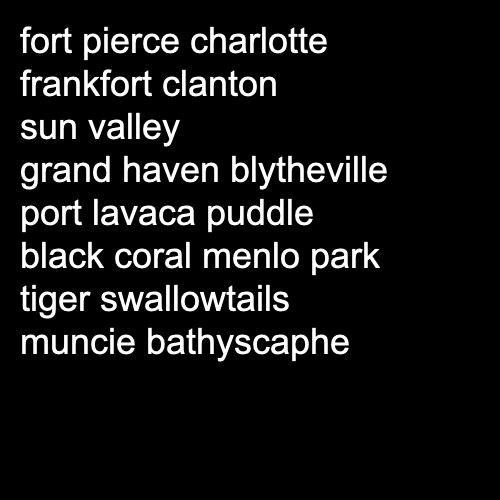 fort pierce charlotte
frankfort clanton
sun valley
grand haven blytheville
port lavaca puddle
black coral menlo park
tiger swallowtails
muncie bathyscaphe